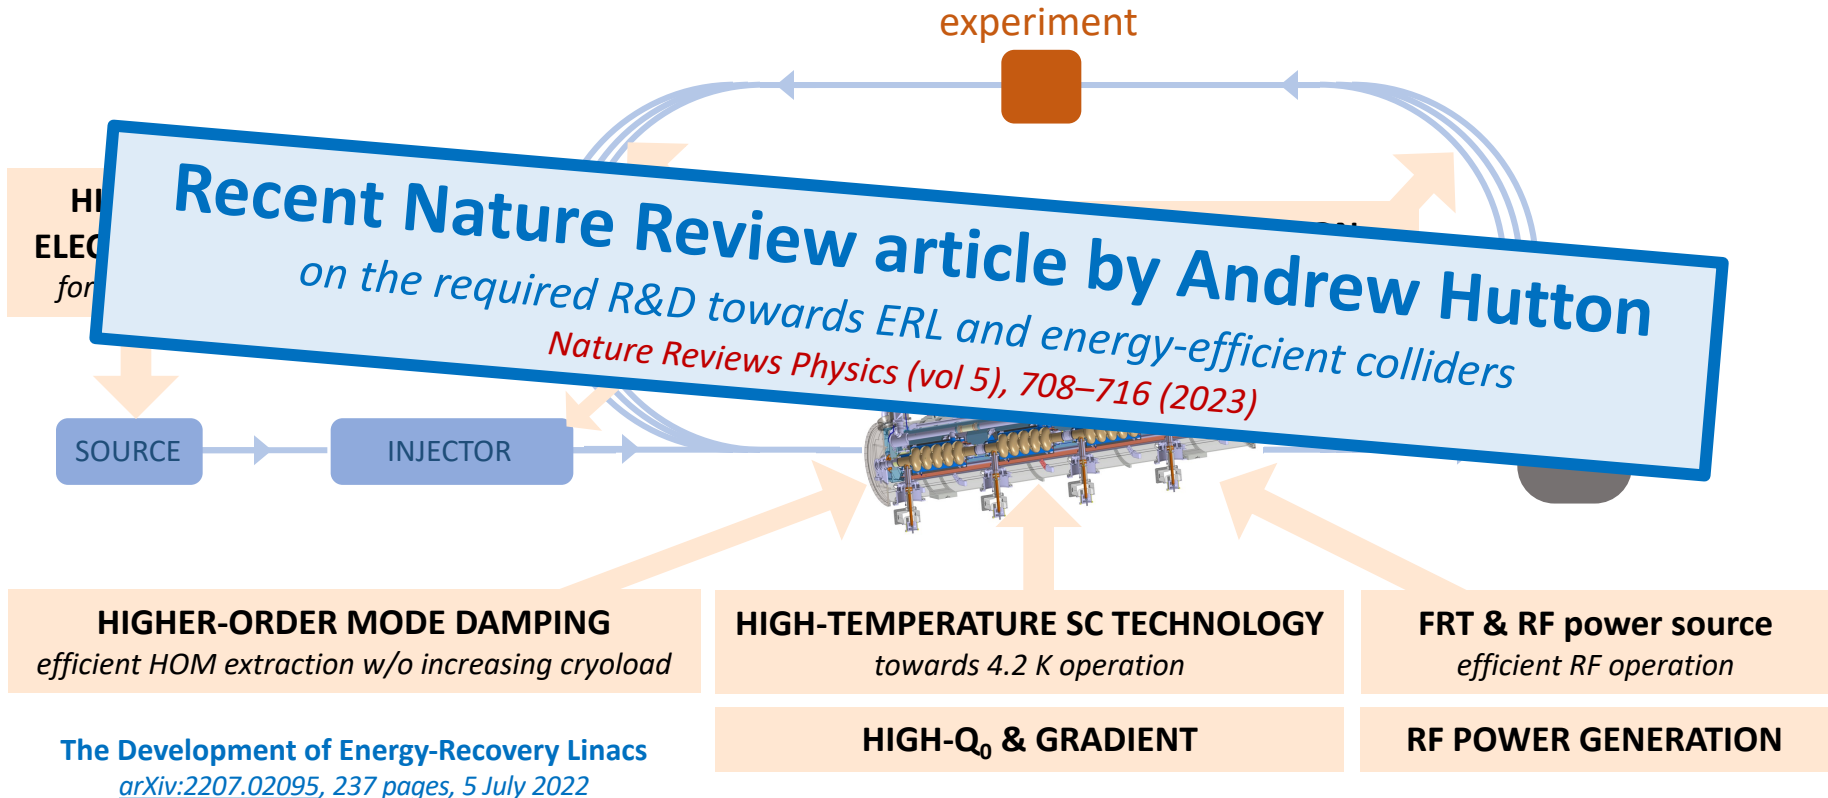 experiment
Recent Nature Review article by Andrew Hutton
on the required R&D towards ERL and energy-efficient colliders
Nature Reviews Physics (vol 5), 708–716 (2023)
for
SOURCE
INJECTOR
HIGHER-ORDER MODE DAMPING
efficient HOM extraction w/o increasing cryoload
HIGH-TEMPERATURE SC TECHNOLOGY
towards 4.2 K operation
FRT & RF power source
efficient RF operation
HIGH-Q₀ & GRADIENT
RF POWER GENERATION
The Development of Energy-Recovery Linacs
arXiv:2207.02095, 237 pages, 5 July 2022